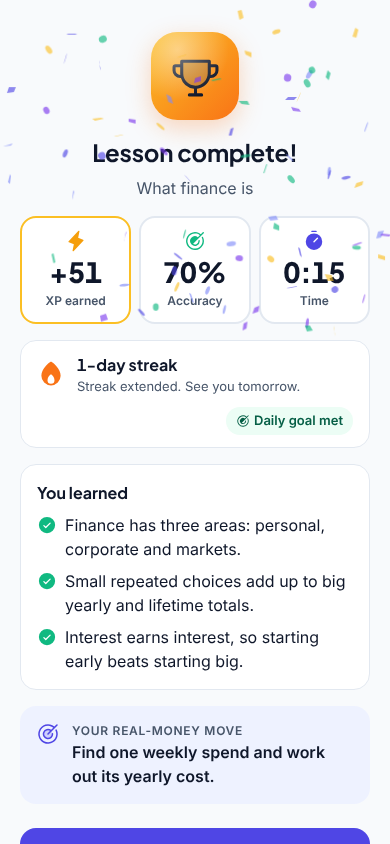 Lesson complete!
What finance is
+51
XP earned
70%
Accuracy
0:15
Time
1-day streak
Streak extended. See you tomorrow.
Daily goal met
You learned
Finance has three areas: personal,
corporate and markets.
Small repeated choices add up to big
yearly and lifetime totals.
Interest earns interest, so starting
early beats starting big.
YOUR REAL-MONEY MOVE
Find one weekly spend and work
out its yearly cost.